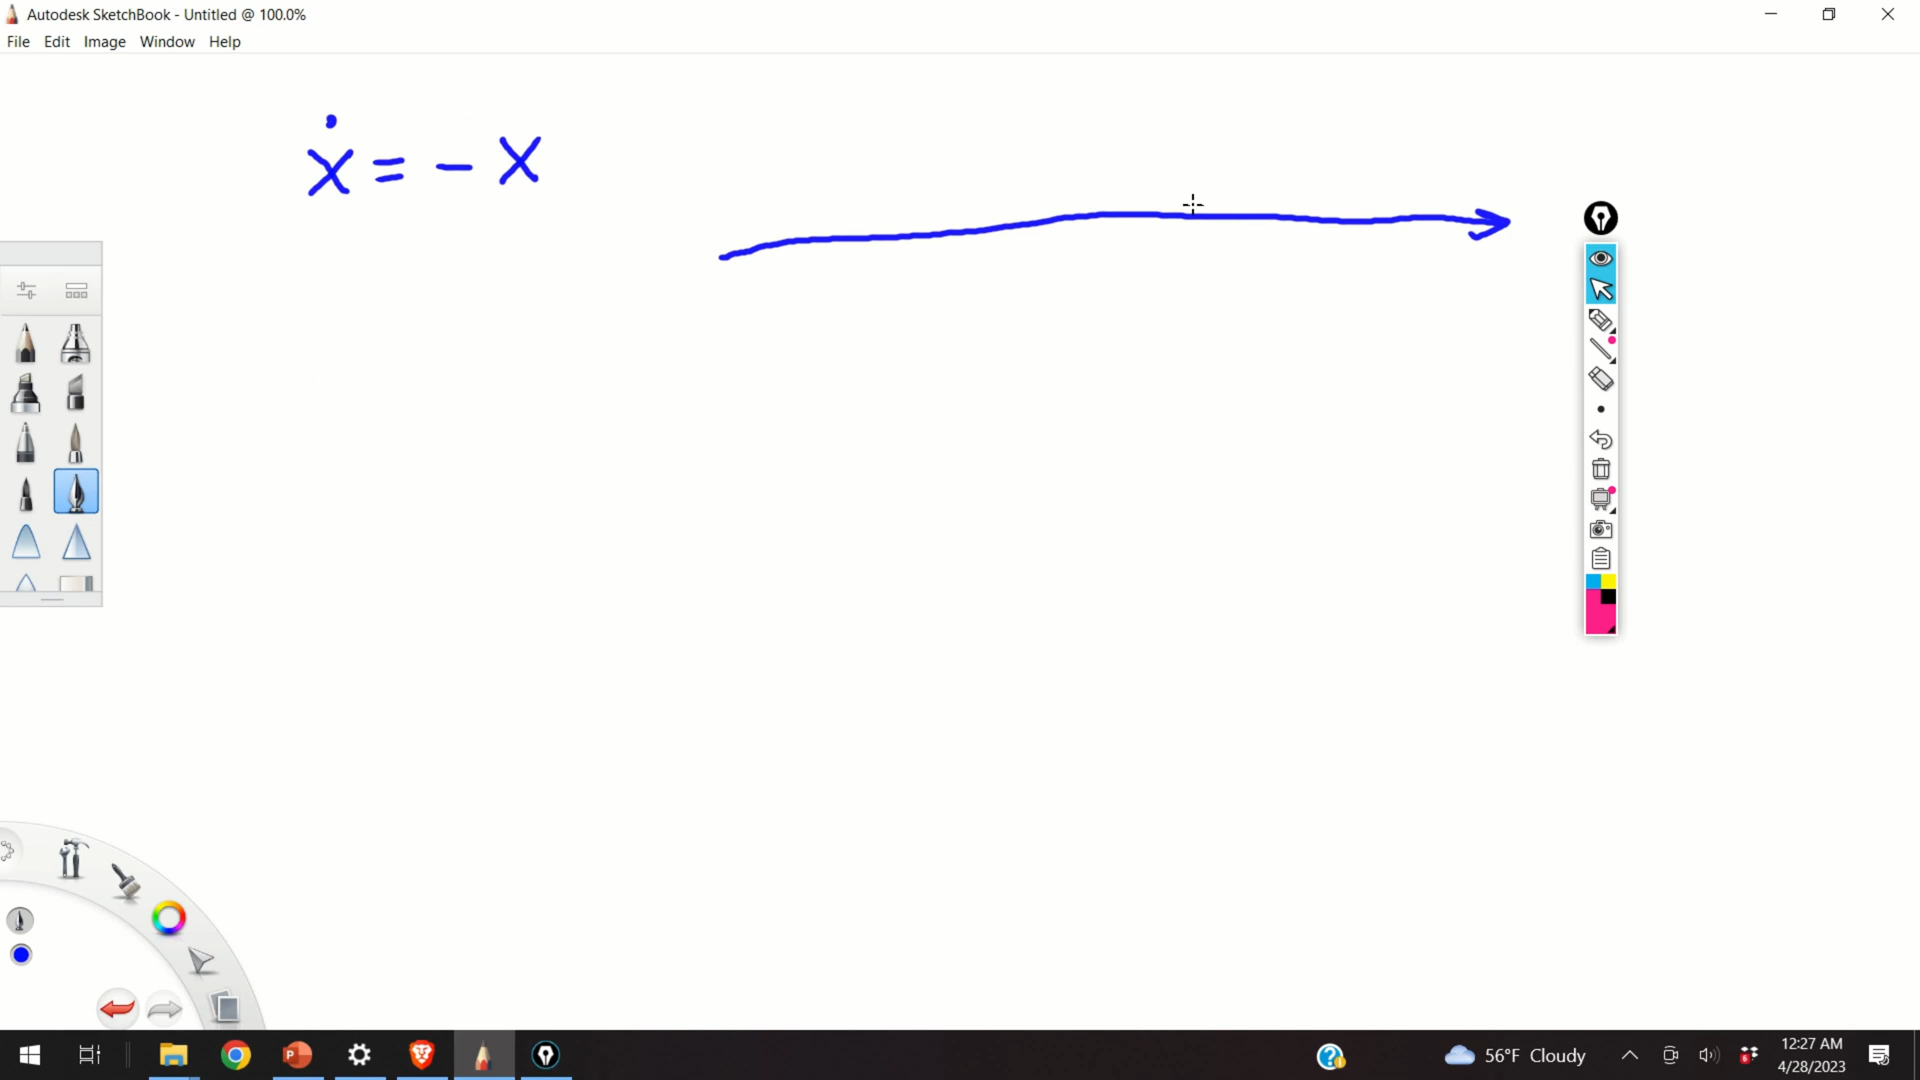 Autodesk SketchBook - Untitled @ 100.0%
File Edit Image Window Help
ẋ = - x
56°F Cloudy
12:27 AM
4/28/2023